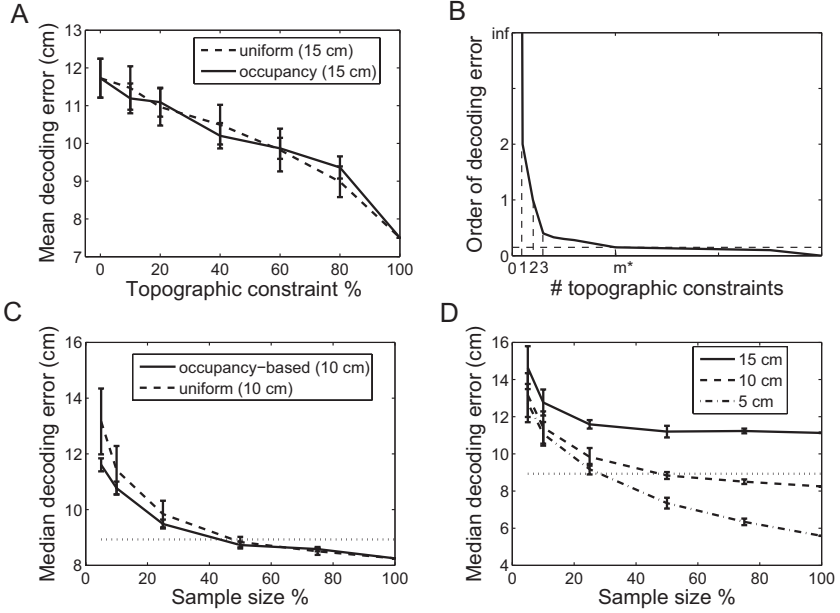 A
Mean decoding error (cm)
13
12
11
10
9
8
7
uniform (15 cm)
occupancy (15 cm)
0 20 40 60 80 100
Topographic constraint %
B
Order of decoding error
inf
2
1
0
0 1 2 3 m*
# topographic constraints
C
Median decoding error (cm)
16
14
12
10
8
occupancy-based (10 cm)
uniform (10 cm)
0 20 40 60 80 100
Sample size %
D
Median decoding error (cm)
16
14
12
10
8
6
4
15 cm
10 cm
5 cm
0 20 40 60 80 100
Sample size %